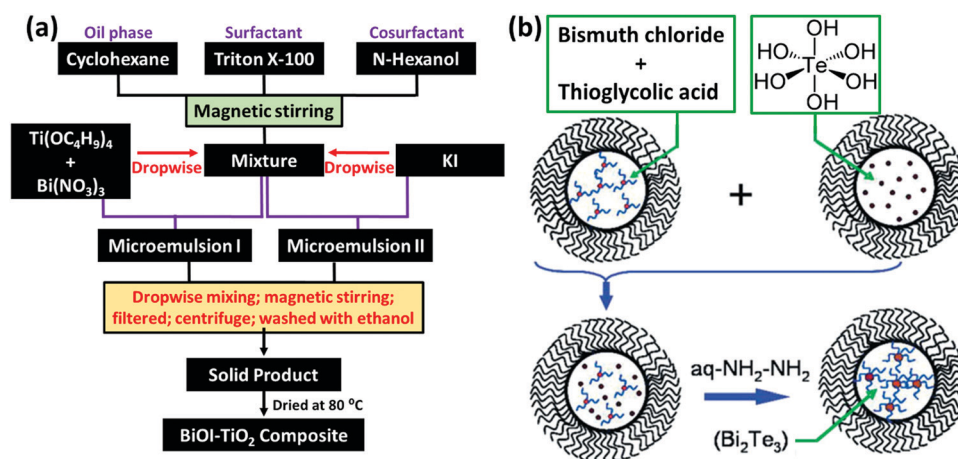 (a)
Oil phase
Surfactant
Cosurfactant
Cyclohexane
Triton X-100
N-Hexanol
Magnetic stirring
Ti(OC₄H₉)₄
+
Bi(NO₃)₃
Dropwise
Mixture
Dropwise
KI
Microemulsion I
Microemulsion II
Dropwise mixing; magnetic stirring;
filtered; centrifuge; washed with ethanol
Solid Product
Dried at 80 ⁰C
BiOI-TiO₂ Composite
(b)
Bismuth chloride
+
Thioglycolic acid
OH
HO
OH
Te
HO
OH
OH
+
aq-NH₂-NH₂
(Bi₂Te₃)